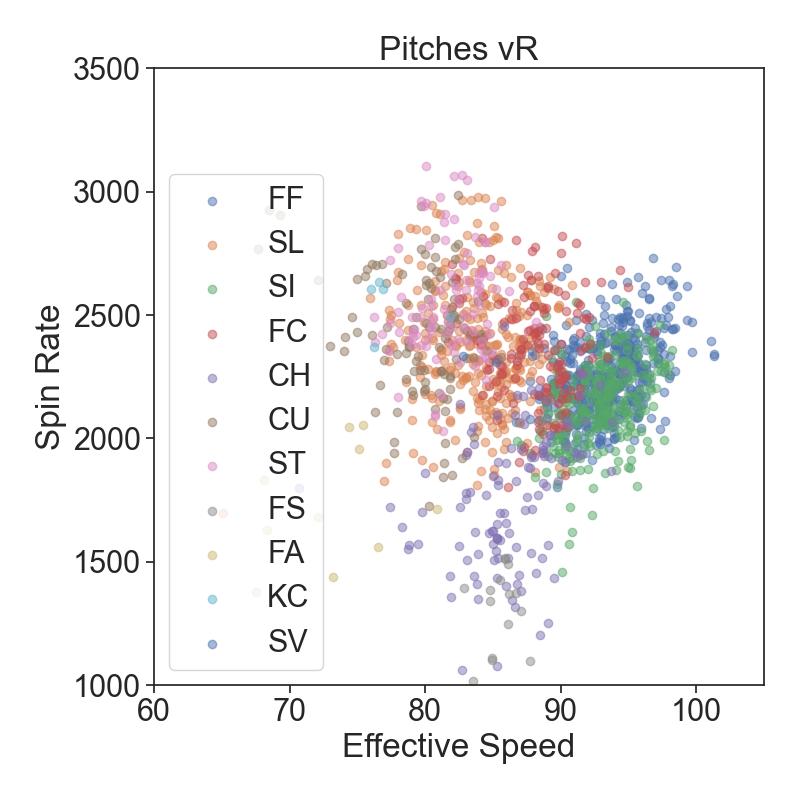 Pitches vR
3500
3000
2500
2000
1500
1000
Spin Rate
FF
SL
SI
FC
CH
CU
ST
FS
FA
KC
SV
60 70 80 90 100
Effective Speed